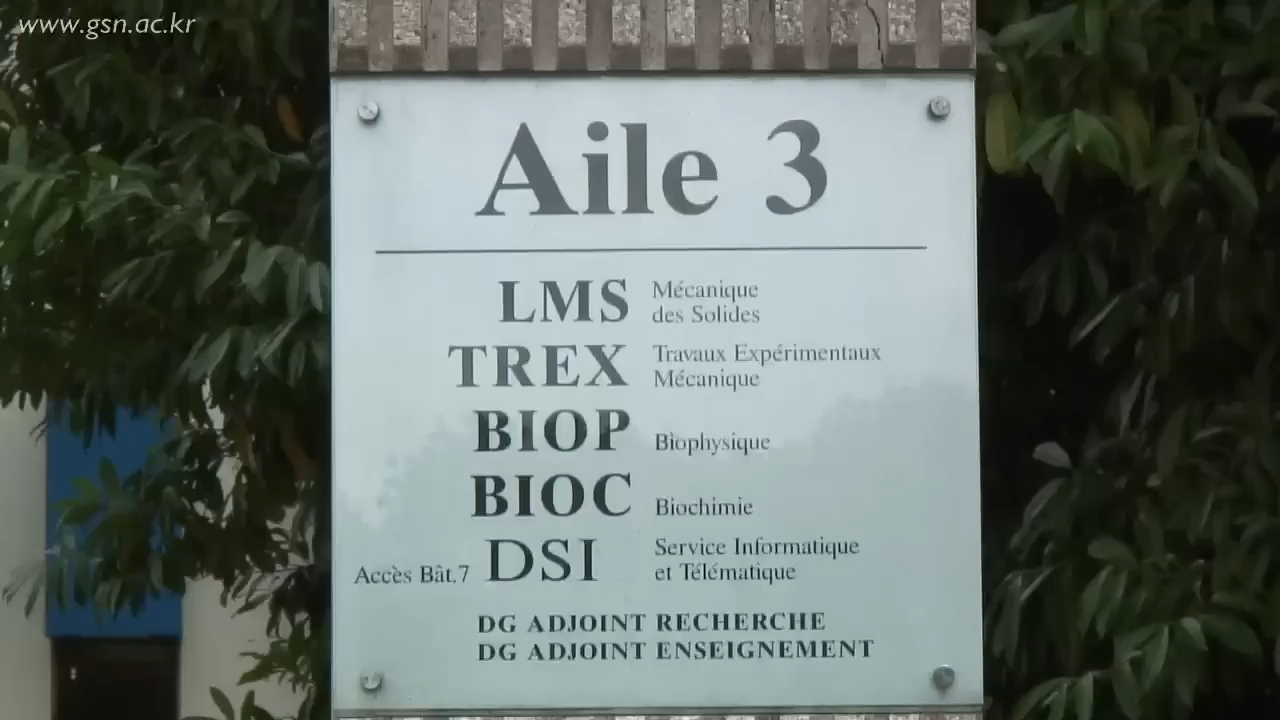 www.gsn.ac.kr
Aile 3
LMS Mécanique
des Solides
TREX Travaux Expérimentaux
Mécanique
BIOP Biophysique
BIOC Biochimie
Accès Bât.7 DSI Service Informatique
et Télématique
DG ADJOINT RECHERCHE
DG ADJOINT ENSEIGNEMENT